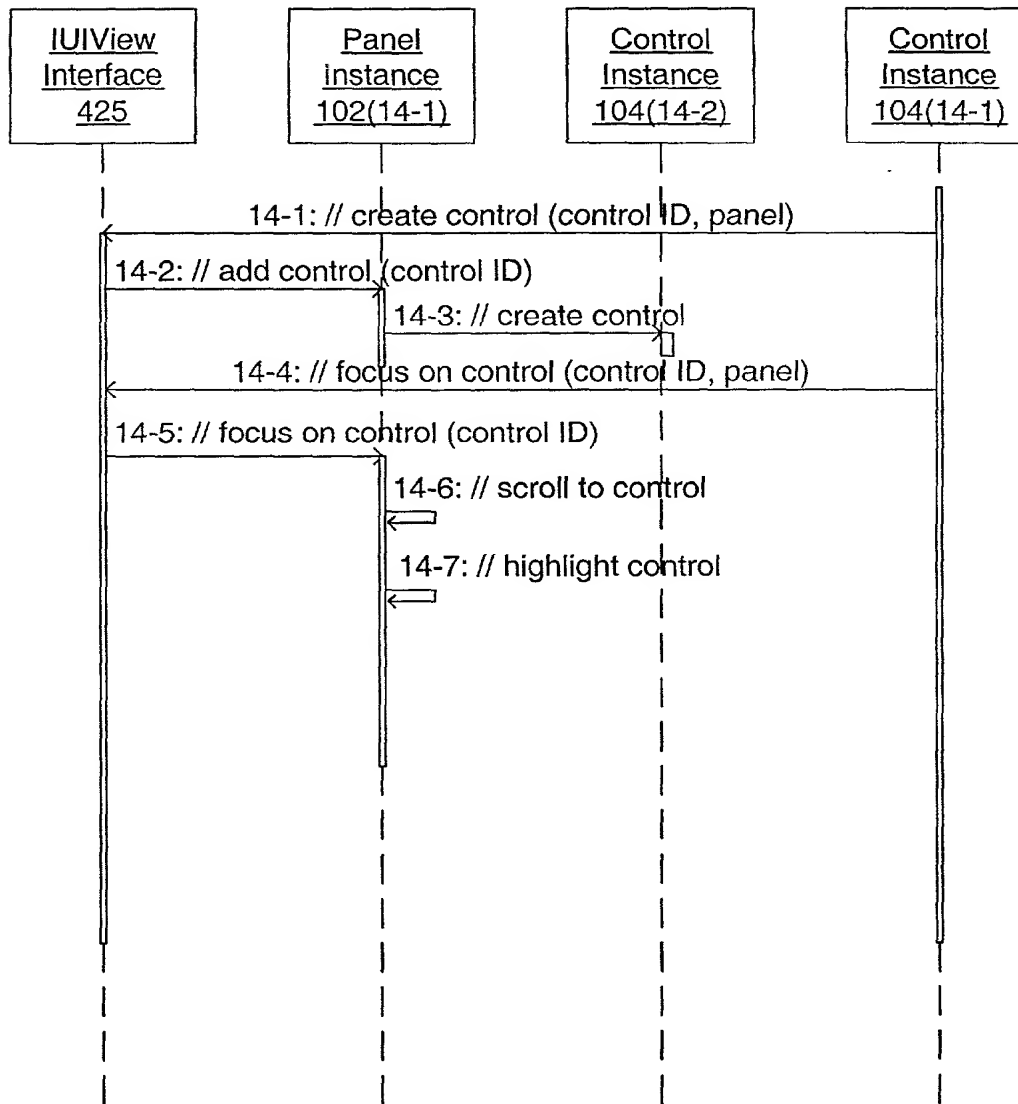 IUIView
Interface
425
Panel
instance
102(14-1)
Control
Instance
104(14-2)
Control
Instance
104(14-1)
14-1: // create control (control ID, panel)
14-2: // add control (control ID)
14-3: // create control
14-4: // focus on control (control ID, panel)
14-5: // focus on control (control ID)
14-6: // scroll to control
14-7: // highlight control